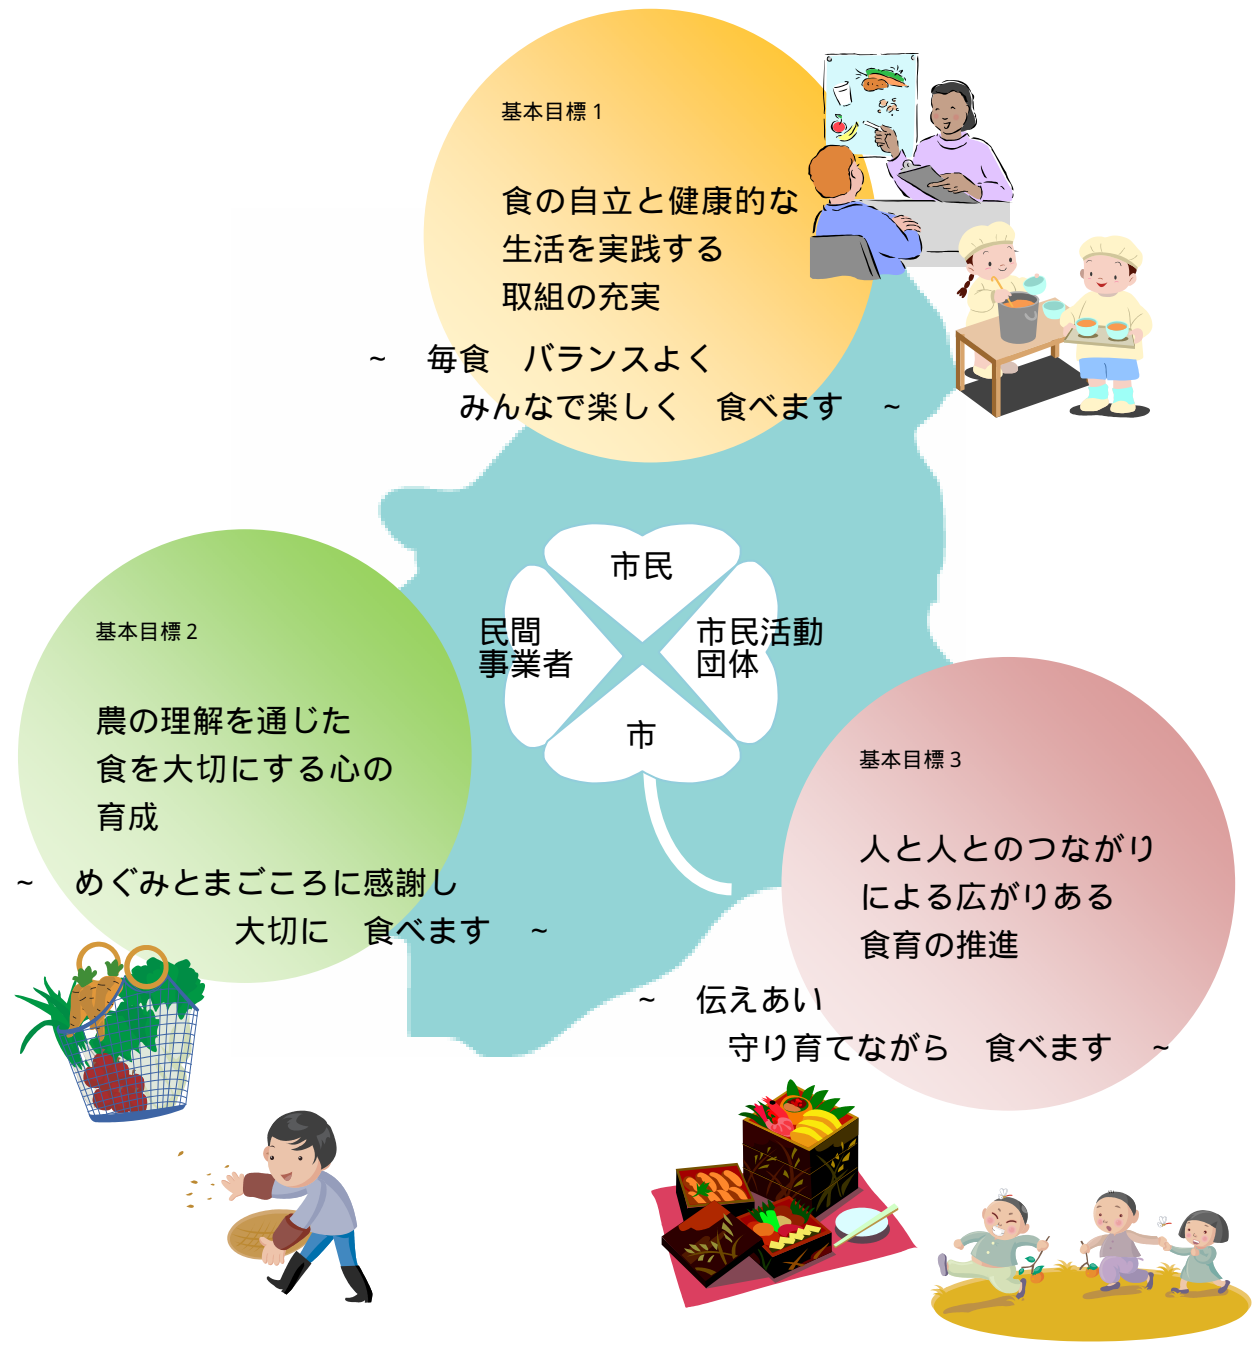 基本目標 1
食の自立と健康的な
生活を実践する
取組の充実
~　毎食　バランスよく
みんなで楽しく　食べます　~
市民
民間
事業者
市民活動
団体
市
基本目標 2
農の理解を通じた
食を大切にする心の
育成
~　めぐみとまごころに感謝し
大切に　食べます　~
基本目標 3
人と人とのつながり
による広がりある
食育の推進
~　伝えあい
守り育てながら　食べます　~